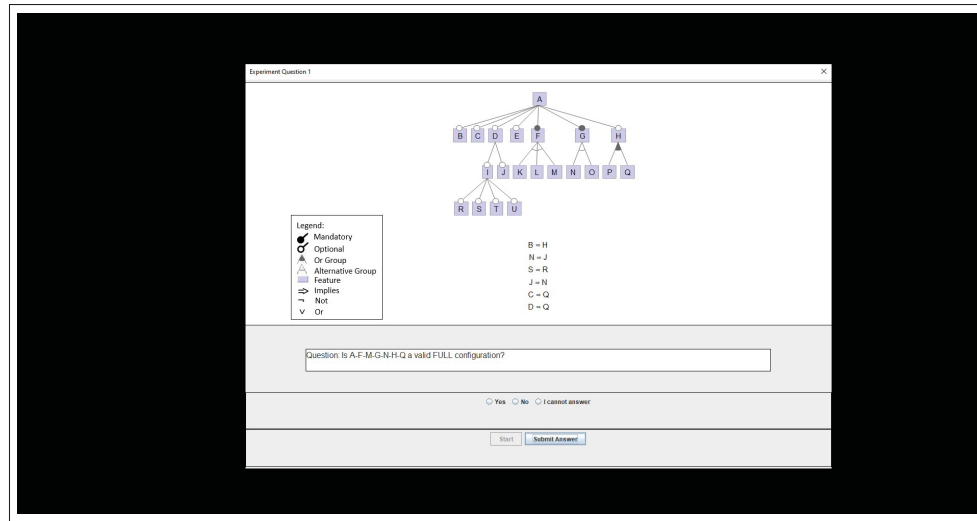 Experiment Question 1
A
B C D E F G H
I J K L M N O P Q
R S T U
Legend:
Mandatory
Optional
Or Group
Alternative Group
Feature
⇒ Implies
¬ Not
∨ Or
B ⇒ H
N ⇒ J
S ⇒ R
J ⇒ N
C ⇒ Q
D ⇒ Q
Question: Is A-F-M-G-N-H-Q a valid FULL configuration?
Yes No I cannot answer
Start Submit Answer